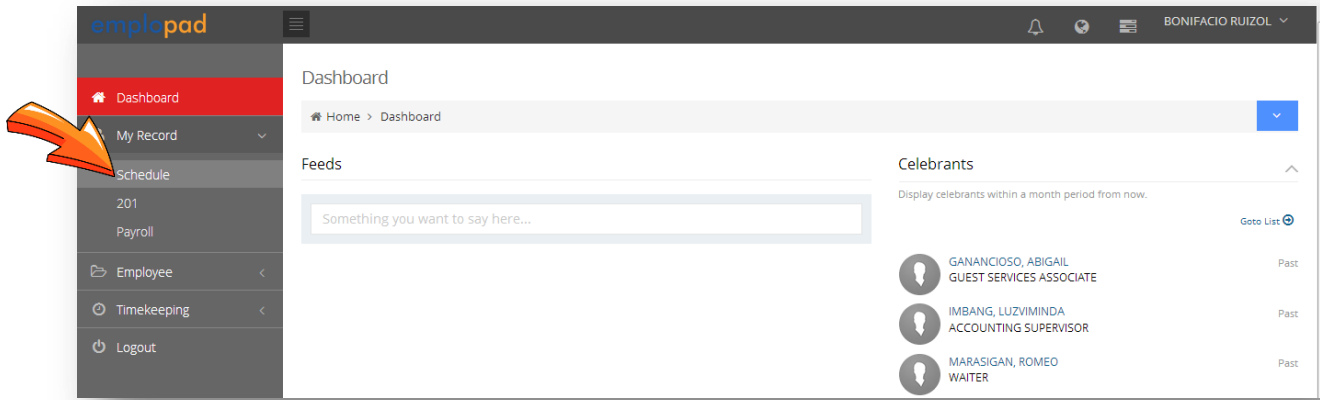 emplopad
BONIFACIO RUIZOL
Dashboard
My Record
Schedule
201
Payroll
Employee
Timekeeping
Logout
Dashboard
Home > Dashboard
Feeds
Something you want to say here...
Celebrants
Display celebrants within a month period from now.
Goto List
GANANCIOSO, ABIGAIL Past
GUEST SERVICES ASSOCIATE
IMBANG, LUZVIMINDA Past
ACCOUNTING SUPERVISOR
MARASIGAN, ROMEO Past
WAITER